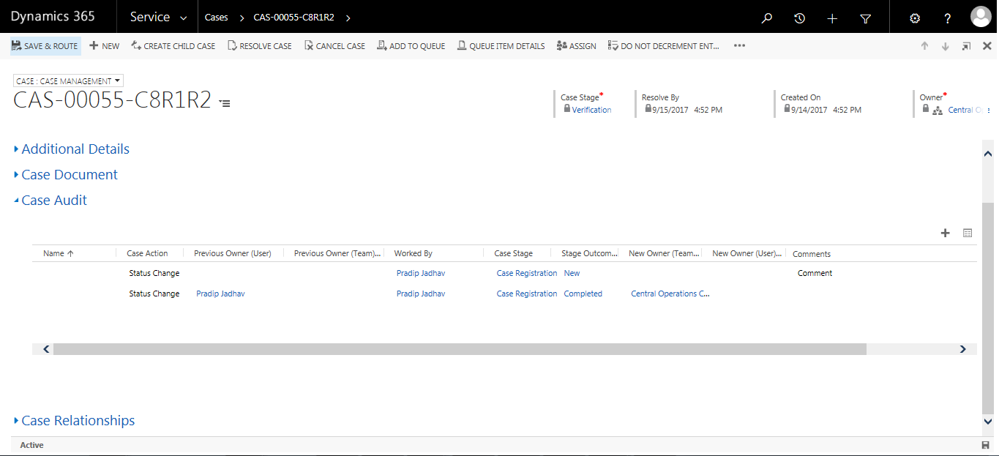 Dynamics 365 Service Cases CAS-00055-C8R1R2
SAVE & ROUTE NEW CREATE CHILD CASE RESOLVE CASE CANCEL CASE ADD TO QUEUE QUEUE ITEM DETAILS ASSIGN DO NOT DECREMENT ENT... •••
CASE : CASE MANAGEMENT
CAS-00055-C8R1R2
Case Stage* Resolve By Created On Owner*
Verification 9/15/2017 4:52 PM 9/14/2017 4:52 PM Central
Additional Details
Case Document
Case Audit
Name Case Action Previous Owner (User) Previous Owner (Team)... Worked By Case Stage Stage Outcom... New Owner (Team... New Owner (User)... Comments
Status Change Pradip Jadhav Case Registration New Comment
Status Change Pradip Jadhav Pradip Jadhav Case Registration Completed Central Operations C...
Case Relationships
Active